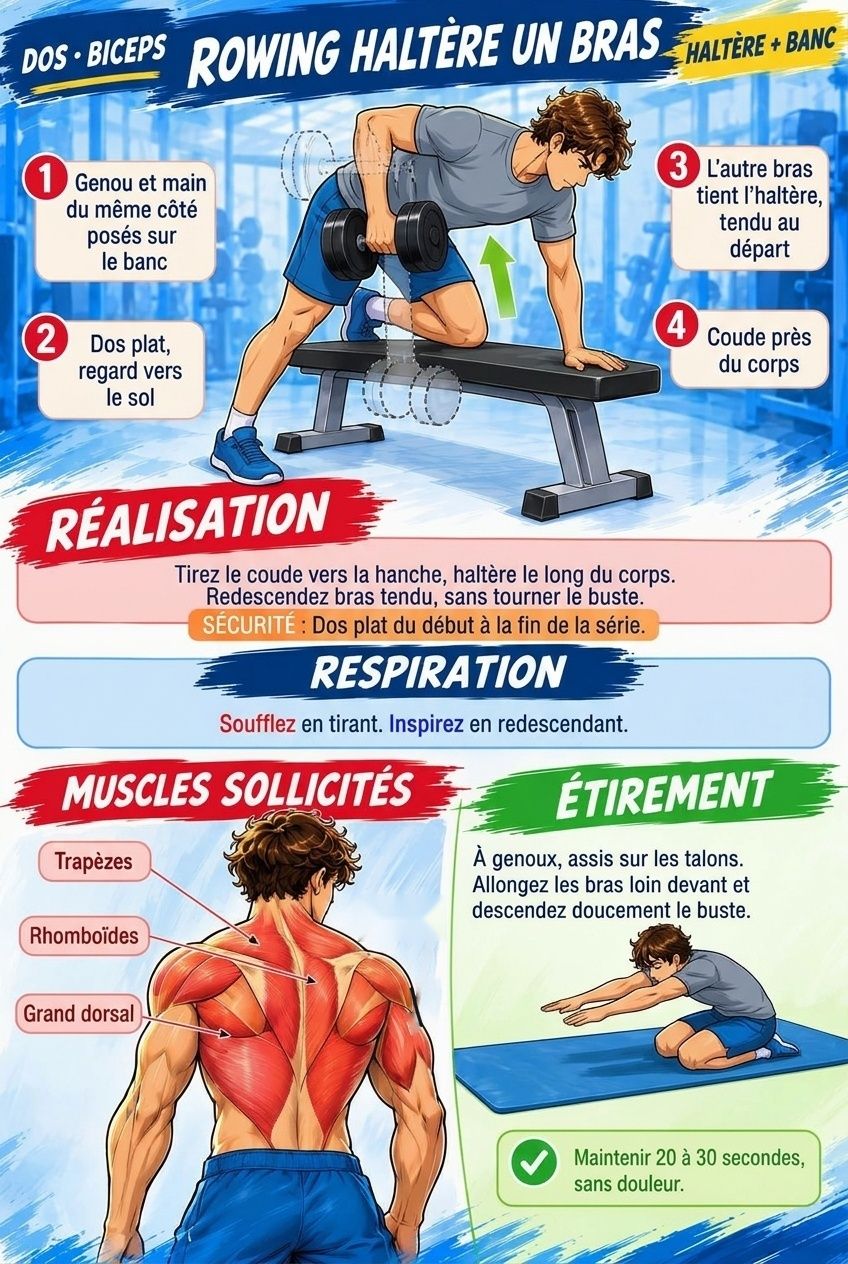 DOS · BICEPS
ROWING HALTÈRE UN BRAS
HALTÈRE + BANC
1
Genou et main
du même côté
posés sur
le banc
2
Dos plat,
regard vers
le sol
3
L'autre bras
tient l'haltère,
tendu au
départ
4
Coude près
du corps
RÉALISATION
Tirez le coude vers la hanche, haltère le long du corps.
Redescendez bras tendu, sans tourner le buste.
SÉCURITÉ : Dos plat du début à la fin de la série.
RESPIRATION
Soufflez en tirant. Inspirez en redescendant.
MUSCLES SOLLICITÉS
Trapèzes
Rhomboïdes
Grand dorsal
ÉTIREMENT
À genoux, assis sur les talons.
Allongez les bras loin devant et
descendez doucement le buste.
Maintenir 20 à 30 secondes,
sans douleur.